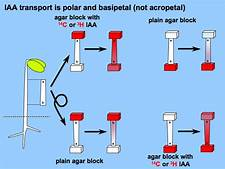 IAA transport is polar and basipetal (not acropetal)
agar block with
¹⁴C or ³H IAA
plain agar block
plain agar block
agar block with
¹⁴C or ³H IAA